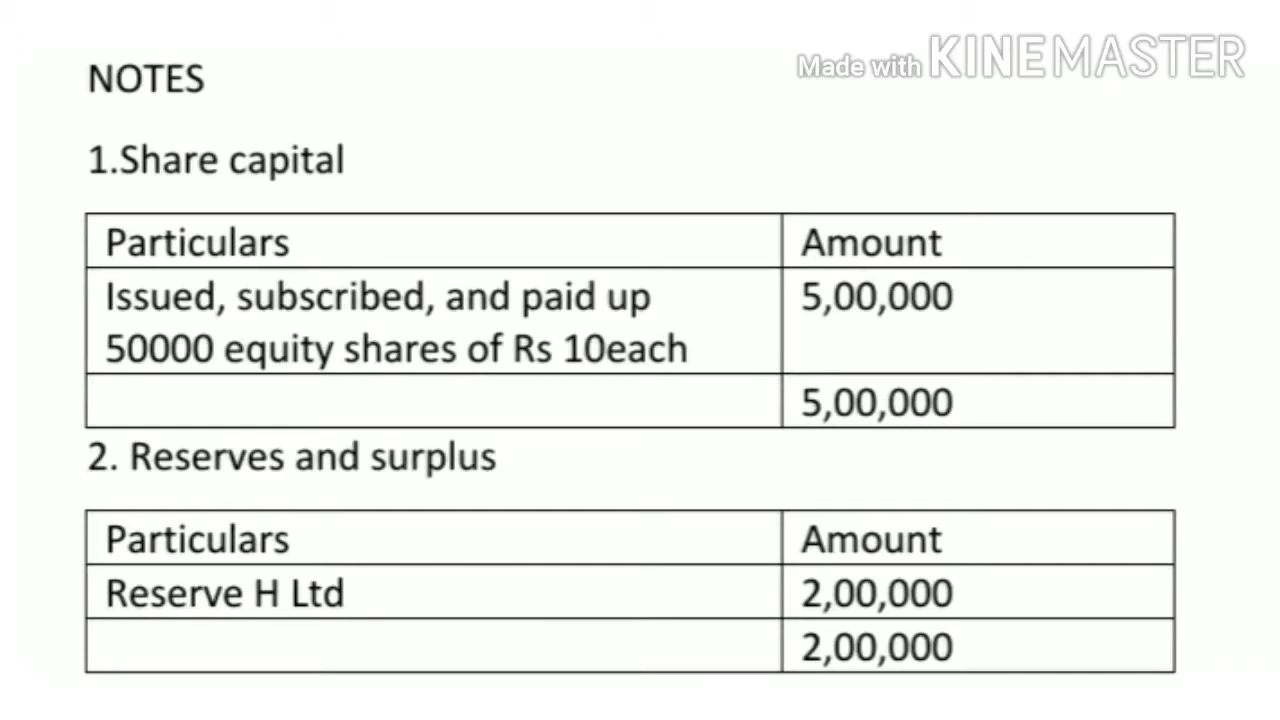 Made with KINEMASTER
NOTES
1.Share capital
Particulars Amount
Issued, subscribed, and paid up 5,00,000
50000 equity shares of Rs 10each
5,00,000
2. Reserves and surplus
Particulars Amount
Reserve H Ltd 2,00,000
2,00,000